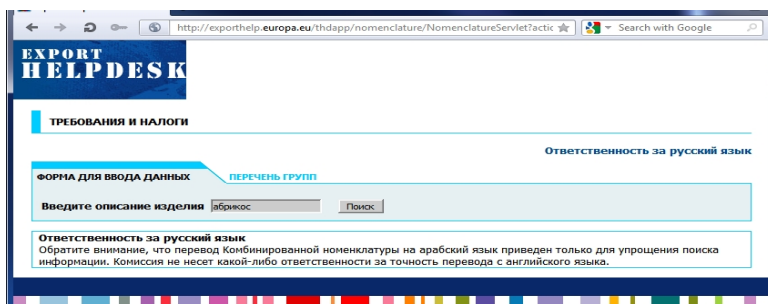 http://exporthelp.europa.eu/thdapp/nomenclature/NomenclatureServlet?actic
Search with Google
EXPORT
HELPDESK
ТРЕБОВАНИЯ И НАЛОГИ
Ответственность за русский язык
ФОРМА ДЛЯ ВВОДА ДАННЫХ ПЕРЕЧЕНЬ ГРУПП
Введите описание изделия абрикос Поиск
Ответственность за русский язык
Обратите внимание, что перевод Комбинированной номенклатуры на арабский язык приведен только для упрощения поиска
информации. Комиссия не несет какой-либо ответственности за точность перевода с английского языка.